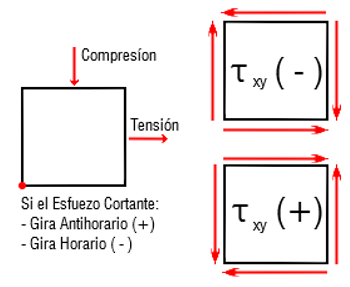 Compresíon
Tensión
Si el Esfuezo Cortante:
- Gira Antihorario (+)
- Gira Horario ( - )
τ xy ( - )
τ xy (+)